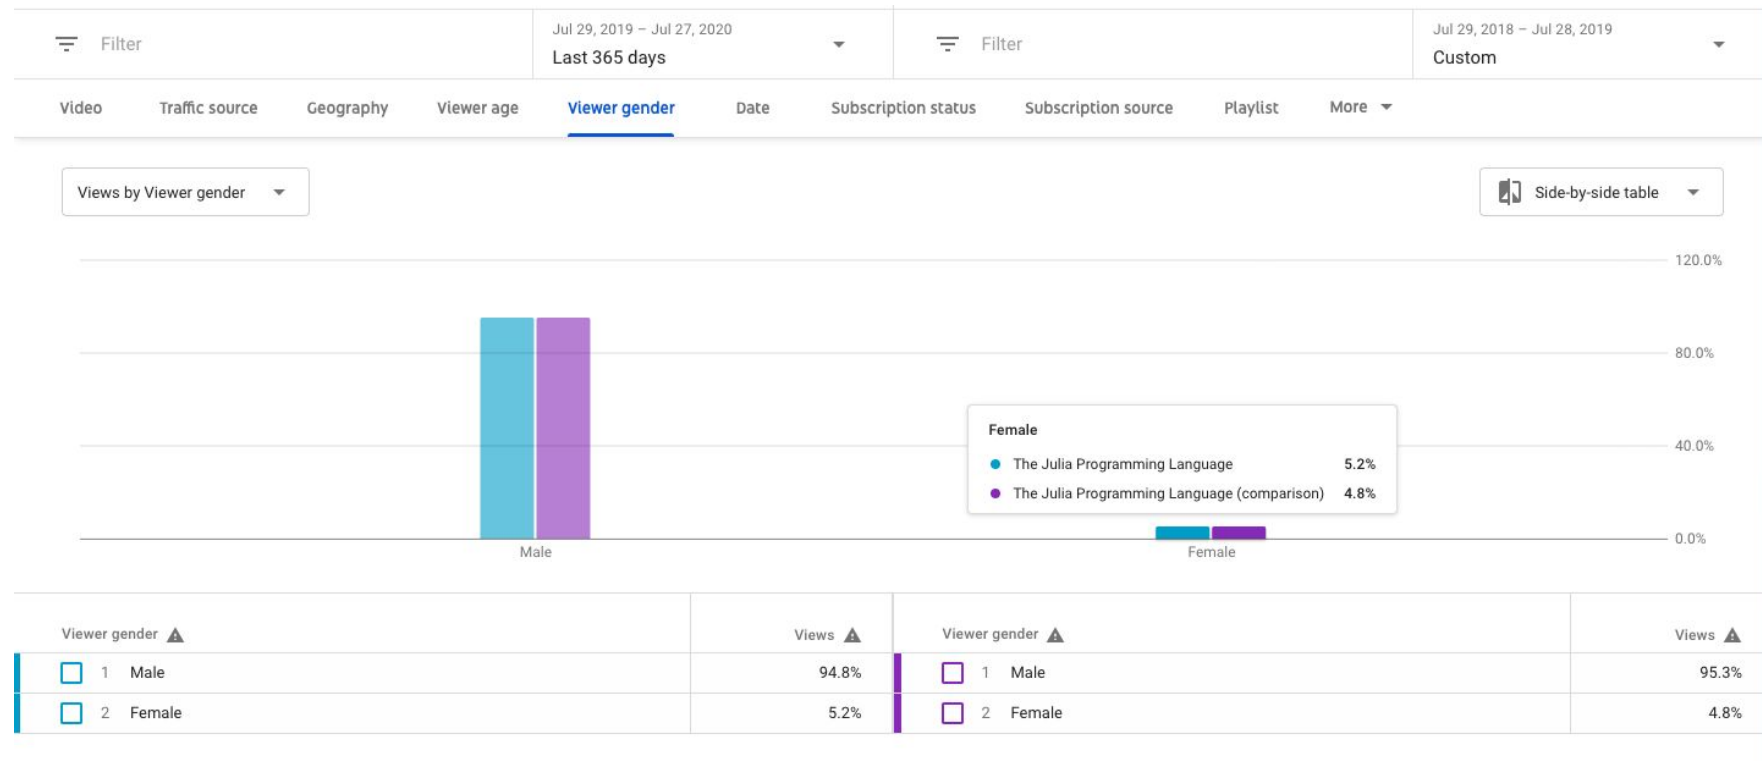 Filter
Jul 29, 2019 – Jul 27, 2020
Last 365 days
Filter
Jul 29, 2018 – Jul 28, 2019
Custom
Video Traffic source Geography Viewer age Viewer gender Date Subscription status Subscription source Playlist More
Views by Viewer gender
Side-by-side table
120.0%
80.0%
40.0%
0.0%
Female
The Julia Programming Language 5.2%
The Julia Programming Language (comparison) 4.8%
Male Female
Viewer gender Views Viewer gender Views
1 Male 94.8% 1 Male 95.3%
2 Female 5.2% 2 Female 4.8%